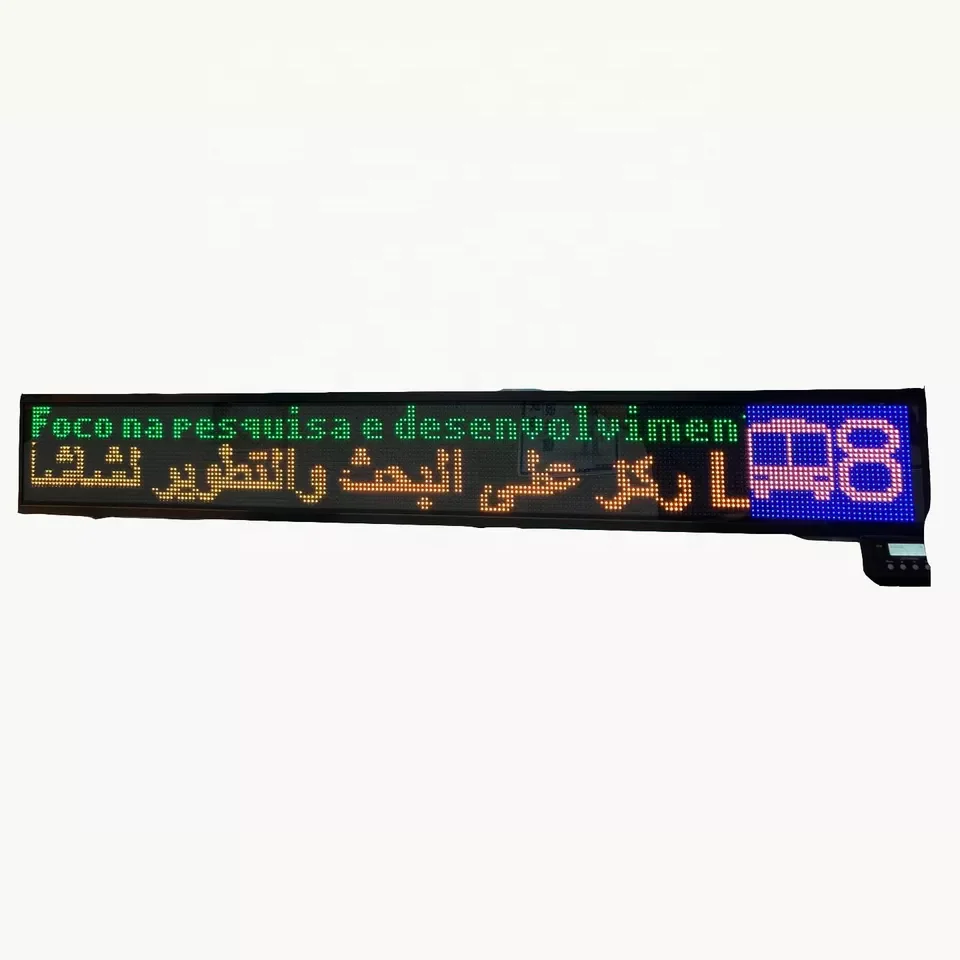 Foco na pesquisa e desenvolvimen
ركز على البحث والتطوير
8